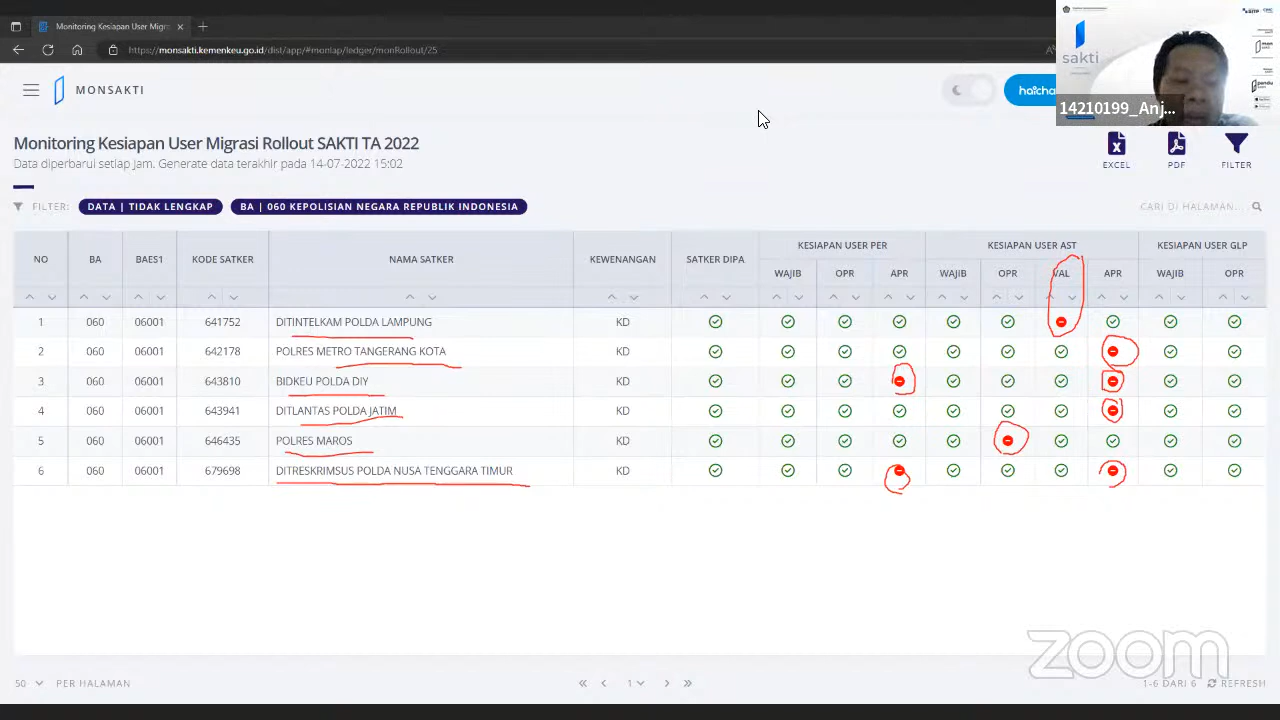 Monitoring Kesiapan User Migra
https://monsakti.kemenkeu.go.id/dist/app/#moniap/ledger/monRollout/25
MONSAKTI
haicha
sakti
14210199_Anj...
Monitoring Kesiapan User Migrasi Rollout SAKTI TA 2022
Data diperbarui setiap Jam. Generate data terakhir pada 14-07-2022 15:02
EXCEL PDF FILTER
FILTER: DATA | TIDAK LENGKAP BA | 060 KEPOLISIAN NEGARA REPUBLIK INDONESIA CARI DI HALAMAN...
KESIAPAN USER PER KESIAPAN USER AST KESIAPAN USER GLP
NO BA BAES1 KODE SATKER NAMA SATKER KEWENANGAN SATKER DIPA
WAJIB OPR APR WAJIB OPR VAL APR WAJIB OPR
1 060 06001 641752 DITINTELKAM POLDA LAMPUNG KD
2 060 06001 642178 POLRES METRO TANGERANG KOTA KD
3 060 06001 643810 BIDKEU POLDA DIY KD
4 060 06001 643941 DITLANTAS POLDA JATIM KD
5 060 06001 646435 POLRES MAROS KD
6 060 06001 679698 DITRESKRIMSUS POLDA NUSA TENGGARA TIMUR KD
zoom
50 PER HALAMAN 1 1-6 DARI 6 REFRESH